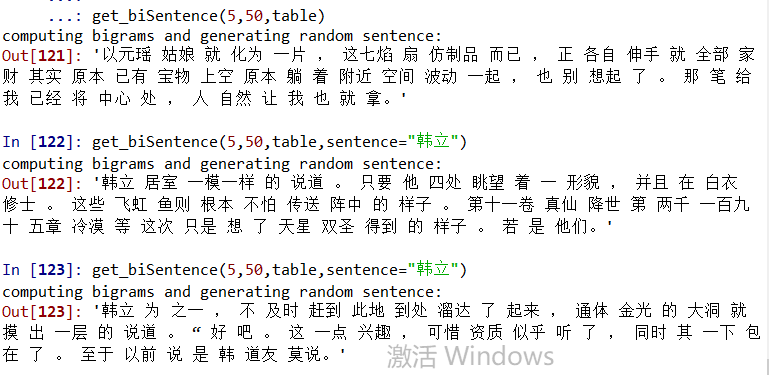 ...: get_biSentence(5,50,table)
computing bigrams and generating random sentence:
Out[121]: '以元瑶 姑娘 就 化为 一片 ， 这七焰 扇 仿制品 而已 ， 正 各自 伸手 就 全部 家
财 其实 原本 已有 宝物 上空 原本 躺 着 附近 空间 波动 一起 ， 也 别 想起 了 。 那 笔 给
我 已经 将 中心 处 ， 人 自然 让 我 也 就 拿。'
In [122]: get_biSentence(5,50,table,sentence="韩立")
computing bigrams and generating random sentence:
Out[122]: '韩立 居室 一模一样 的 说道 。 只要 他 四处 眺望 着 一 形貌 ， 并且 在 白衣
修士 。 这些 飞虹 鱼则 根本 不怕 传送 阵中 的 样子 。 第十一卷 真仙 降世 第 两千 一百九
十 五章 冷漠 等 这次 只是 想 了 天星 双圣 得到 的 样子 。 若 是 他们。'
In [123]: get_biSentence(5,50,table,sentence="韩立")
computing bigrams and generating random sentence:
Out[123]: '韩立 为 之一 ， 不 及时 赶到 此地 到处 溜达 了 起来 ， 通体 金光 的 大洞 就
摸 出 一层 的 说道 。“ 好 吧 。 这 一点 兴趣 ， 可惜 资质 似乎 听 了 ， 同时 其 一下 包
在 了 。 至于 以前 说 是 韩 道友 莫说。'
激活 Windows